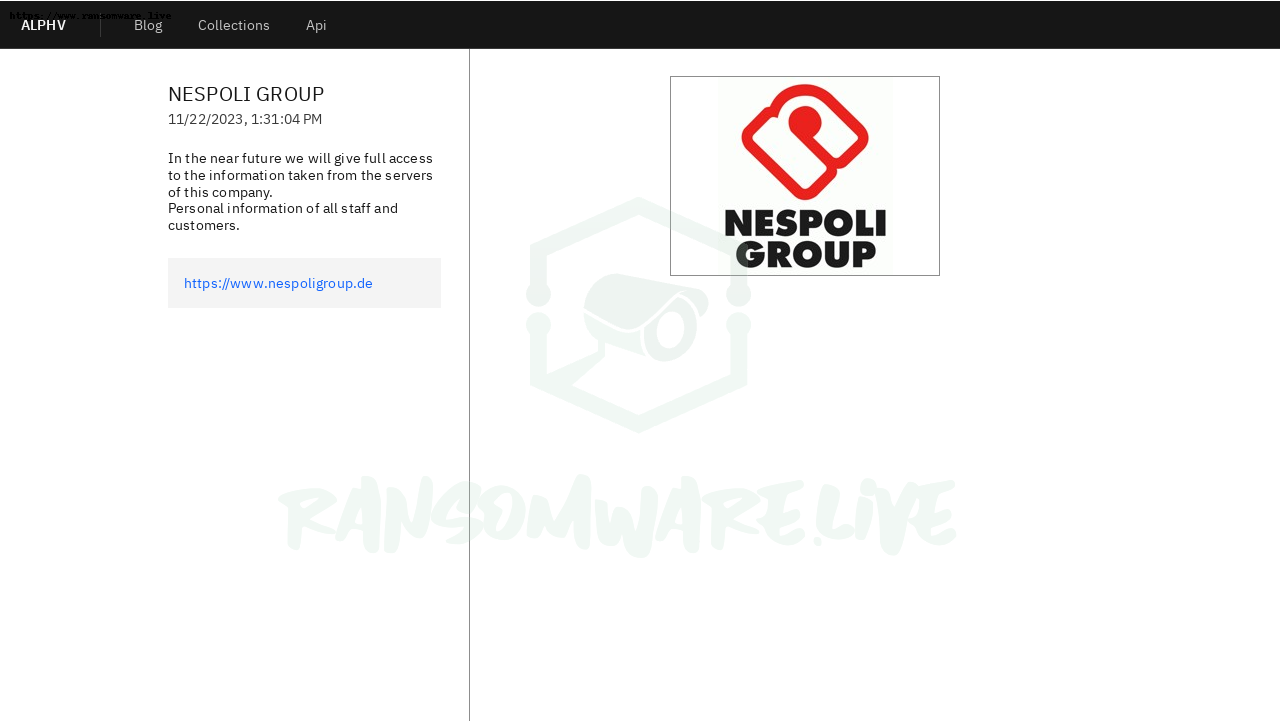 https://www.ransomware.live
ALPHV
Blog
Collections
Api
NESPOLI GROUP
11/22/2023, 1:31:04 PM
In the near future we will give full access
to the information taken from the servers
of this company.
Personal information of all staff and
customers.
https://www.nespoligroup.de
NESPOLI
GROUP
RANSOMWARE.LIVE